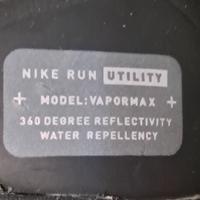 NIKE RUN UTILITY
+ MODEL:VAPORMAX +
360 DEGREE REFLECTIVITY
WATER REPELLENCY